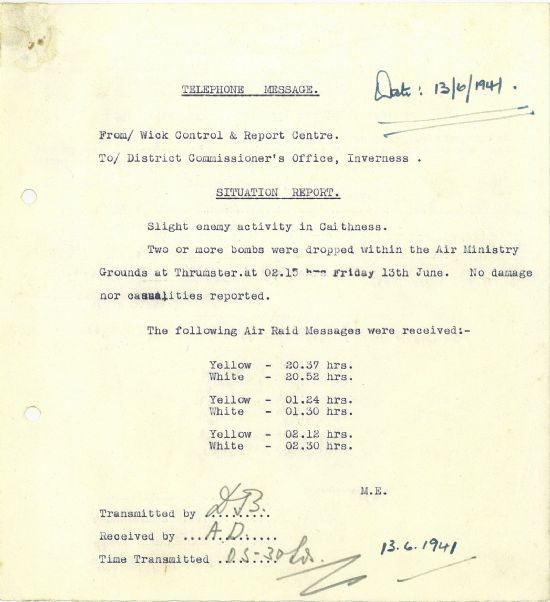 TELEPHONE MESSAGE.
Date: 13/6/1941.
From/ Wick Control & Report Centre.
To/ District Commissioner's Office, Inverness .
SITUATION REPORT.
Slight enemy activity in Caithness.
Two or more bombs were dropped within the Air Ministry
Grounds at Thrumster.at 02.15 hrs Friday 13th June. No damage
nor casualities reported.
The following Air Raid Messages were received:-
Yellow - 20.37 hrs.
White - 20.52 hrs.
Yellow - 01.24 hrs.
White - 01.30 hrs.
Yellow - 02.12 hrs.
White - 02.30 hrs.
M.E.
Transmitted by D.B.
Received by ...A.D......
Time Transmitted ..05-30
13.6.1941